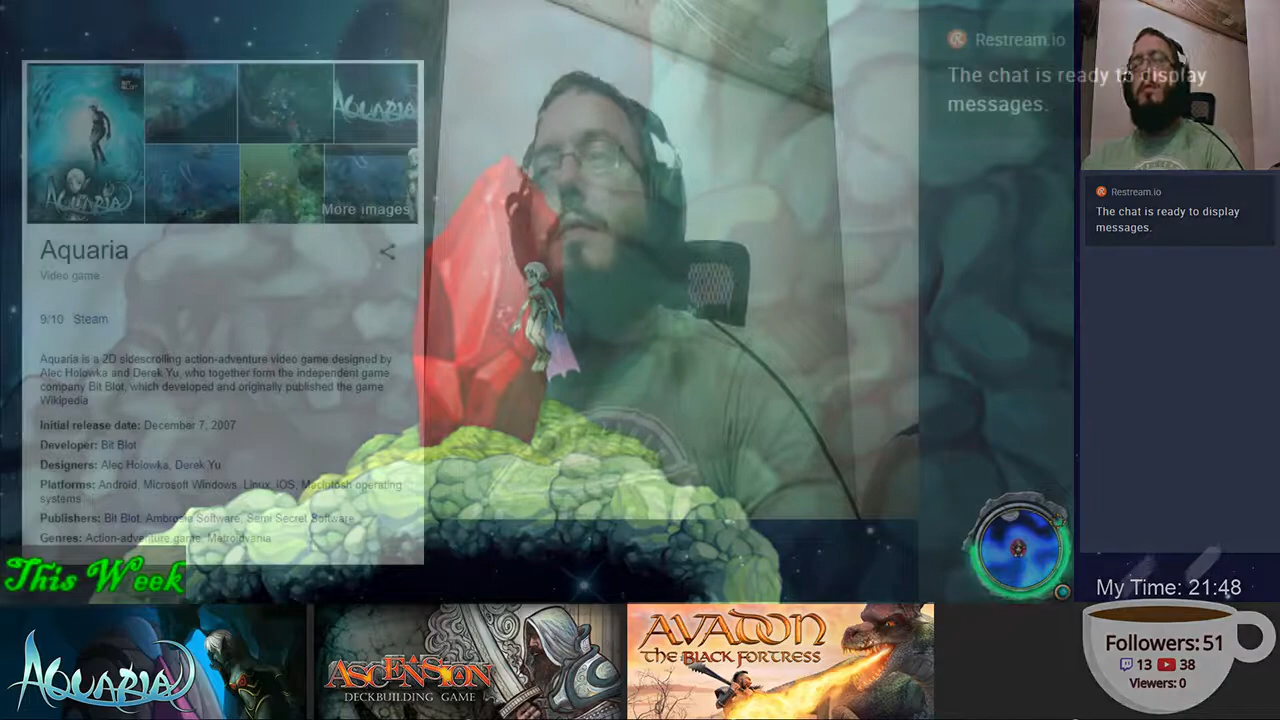 Restream.io
The chat is ready to display
messages.
AQUARIA
AQUARIA
More images
Aquaria
Video game
9/10 Steam
Aquaria is a 2D sidescrolling action-adventure video game designed by
Alec Holowka and Derek Yu, who together form the independent game
company Bit Blot, which developed and originally published the game
Wikipedia
Initial release date: December 7, 2007
Developer: Bit Blot
Designers: Alec Holowka, Derek Yu
Platforms: Android, Microsoft Windows, Linux, iOS, Macintosh operating
systems
Publishers: Bit Blot, Ambrosia Software, Semi Secret Software
Genres: Action-adventure game, Metroidvania
Restream.io
The chat is ready to display
messages.
This Week
My Time: 21:48
AQUARIA
ASCENSION
DECKBUILDING GAME
AVADON
THE BLACK FORTRESS
Followers: 51
13 38
Viewers: 0